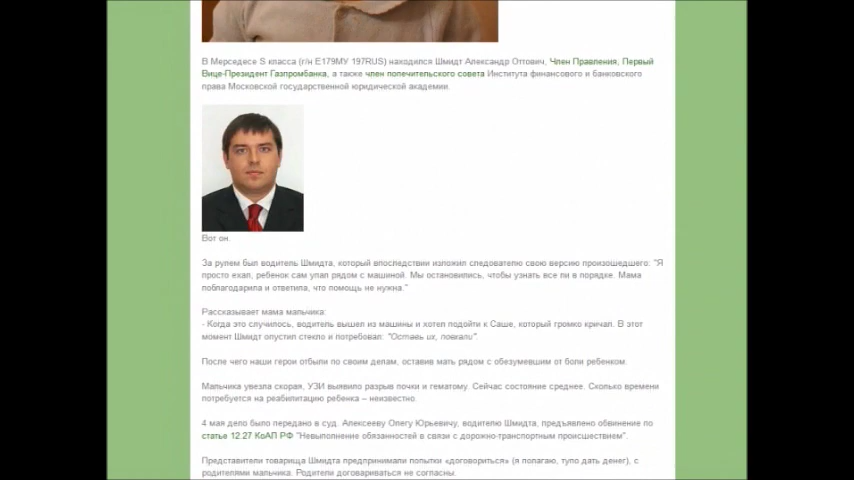 В Мерседесе S класса (г/н Е179МУ 197RUS) находился Шмидт Александр Оттович, Член Правления, Первый
Вице-Президент Газпромбанка, а также член попечительского совета Института финансового и банковского
права Московской государственной юридической академии.
Вот он.
За рулем был водитель Шмидта, который впоследствии изложил следователю свою версию произошедшего: "Я
просто ехал, ребенок сам упал рядом с машиной. Мы остановились, чтобы узнать все ли в порядке. Мама
поблагодарила и ответила, что помощь не нужна."
Рассказывает мама мальчика:
- Когда это случилось, водитель вышел из машины и хотел подойти к Саше, который громко кричал. В этот
момент Шмидт опустил стекло и потребовал: "Оставь их, поехали".
После чего наши герои отбыли по своим делам, оставив мать рядом с обезумевшим от боли ребенком.
Мальчика увезла скорая, УЗИ выявило разрыв почки и гематому. Сейчас состояние среднее. Сколько времени
потребуется на реабилитацию ребенка – неизвестно.
4 мая дело было передано в суд. Алексееву Олегу Юрьевичу, водителю Шмидта, предъявлено обвинение по
статье 12.27 КоАП РФ "Невыполнение обязанностей в связи с дорожно-транспортным происшествием".
Представители товарища Шмидта предпринимали попытки «договориться» (я полагаю, тупо дать денег), с
родителями мальчика. Родители договариваться не согласны.